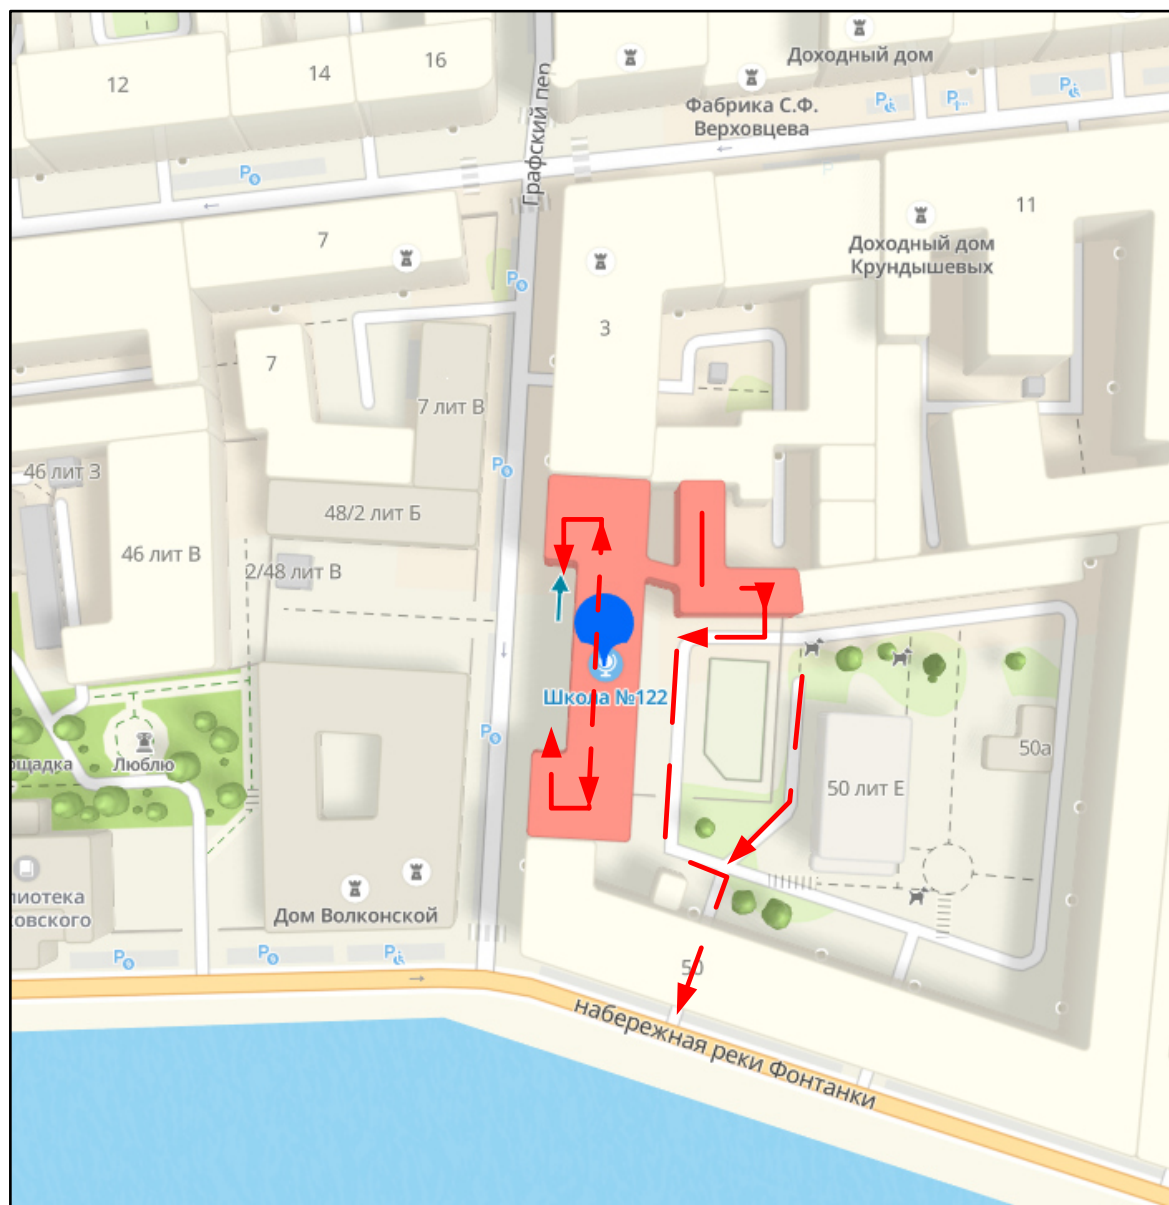 12
14
16
Доходный дом
Фабрика С.Ф.
Верховцева
Графский пер
7
3
11
Доходный дом
Крундышевых
7
7 лит В
46 лит З
46 лит В
48/2 лит Б
2/48 лит В
Школа №122
ощадка
Люблю
50 лит Е
50а
лиотека
овского
Дом Волконской
50
набережная реки Фонтанки